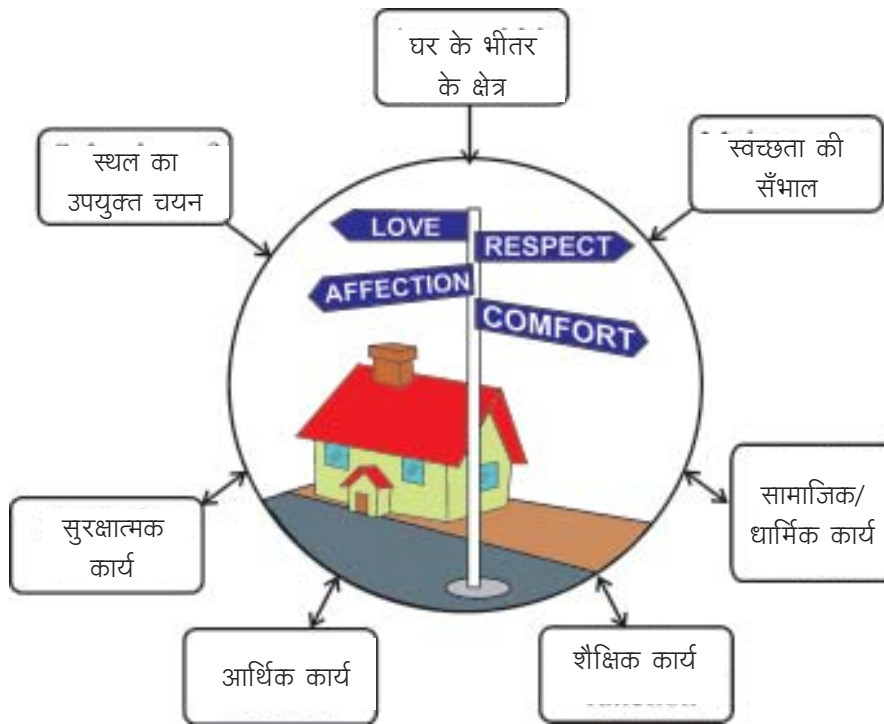 घर के भीतर
के क्षेत्र
स्थल का
उपयुक्त चयन
स्वच्छता की
सँभाल
LOVE
RESPECT
AFFECTION
COMFORT
सुरक्षात्मक
कार्य
सामाजिक/
धार्मिक कार्य
आर्थिक कार्य
शैक्षिक कार्य